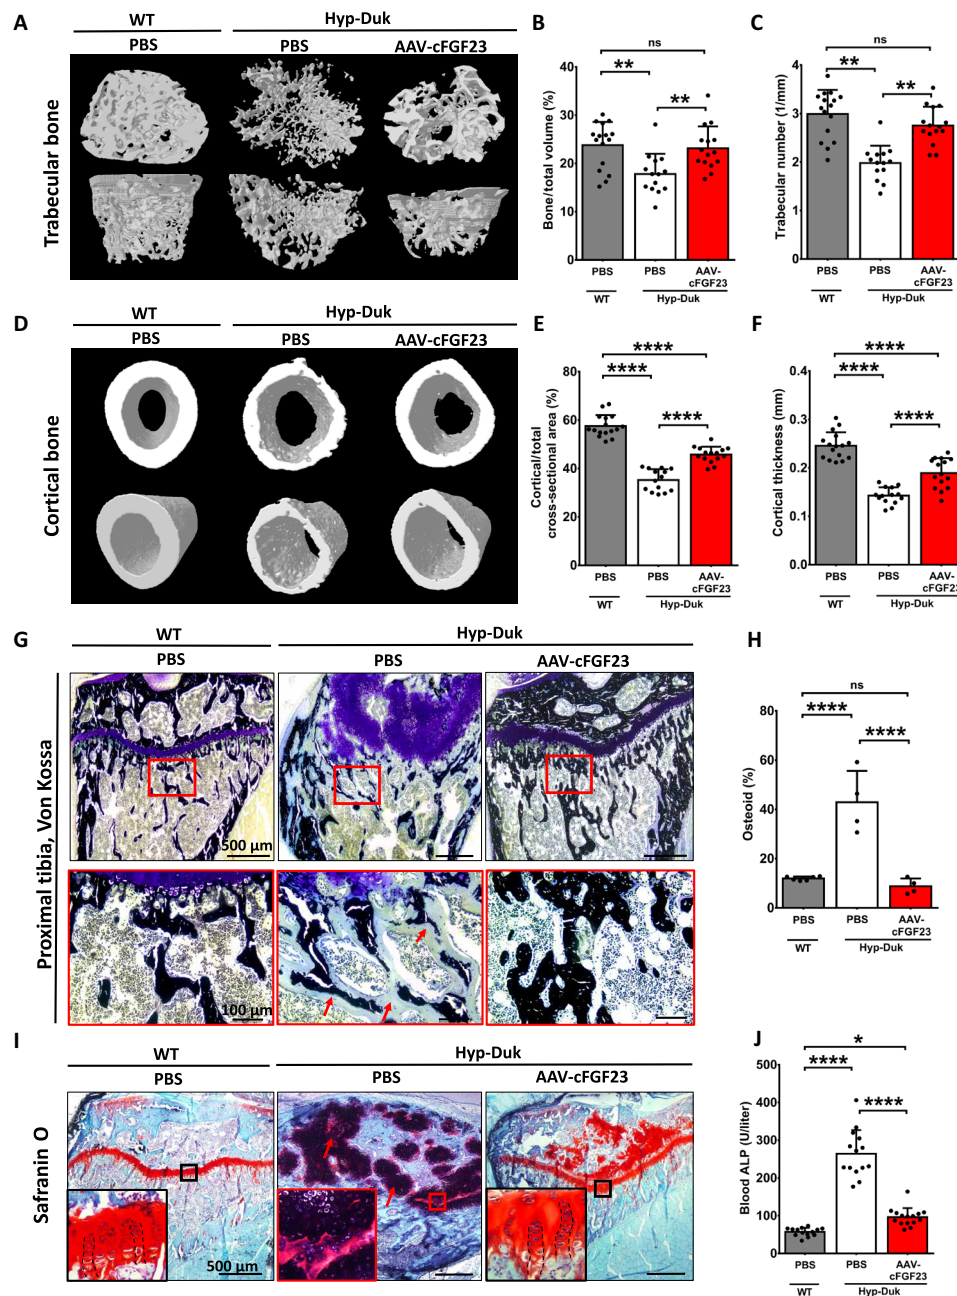 A
WT
Hyp-Duk
PBS
PBS
AAV-cFGF23
Trabecular bone
B
ns
**
**
Bone/total volume (%)
40
30
20
10
0
PBS
PBS
AAV-
cFGF23
WT
Hyp-Duk
C
ns
**
**
Trabecular number (1/mm)
4
3
2
1
0
PBS
PBS
AAV-
cFGF23
WT
Hyp-Duk
D
WT
Hyp-Duk
PBS
PBS
AAV-cFGF23
Cortical bone
E
****
****
****
Cortical/total
cross-sectional area (%)
80
60
40
20
0
PBS
PBS
AAV-
cFGF23
WT
Hyp-Duk
F
****
****
****
Cortical thickness (mm)
0.4
0.3
0.2
0.1
0.0
PBS
PBS
AAV-
cFGF23
WT
Hyp-Duk
G
WT
Hyp-Duk
PBS
PBS
AAV-cFGF23
Proximal tibia, Von Kossa
500 µm
100 µm
H
ns
****
****
Osteoid (%)
80
60
40
20
0
PBS
PBS
AAV-
cFGF23
WT
Hyp-Duk
I
WT
Hyp-Duk
PBS
PBS
AAV-cFGF23
Safranin O
500 µm
J
*
****
****
Blood ALP (U/liter)
500
400
300
200
100
0
PBS
PBS
AAV-
cFGF23
WT
Hyp-Duk